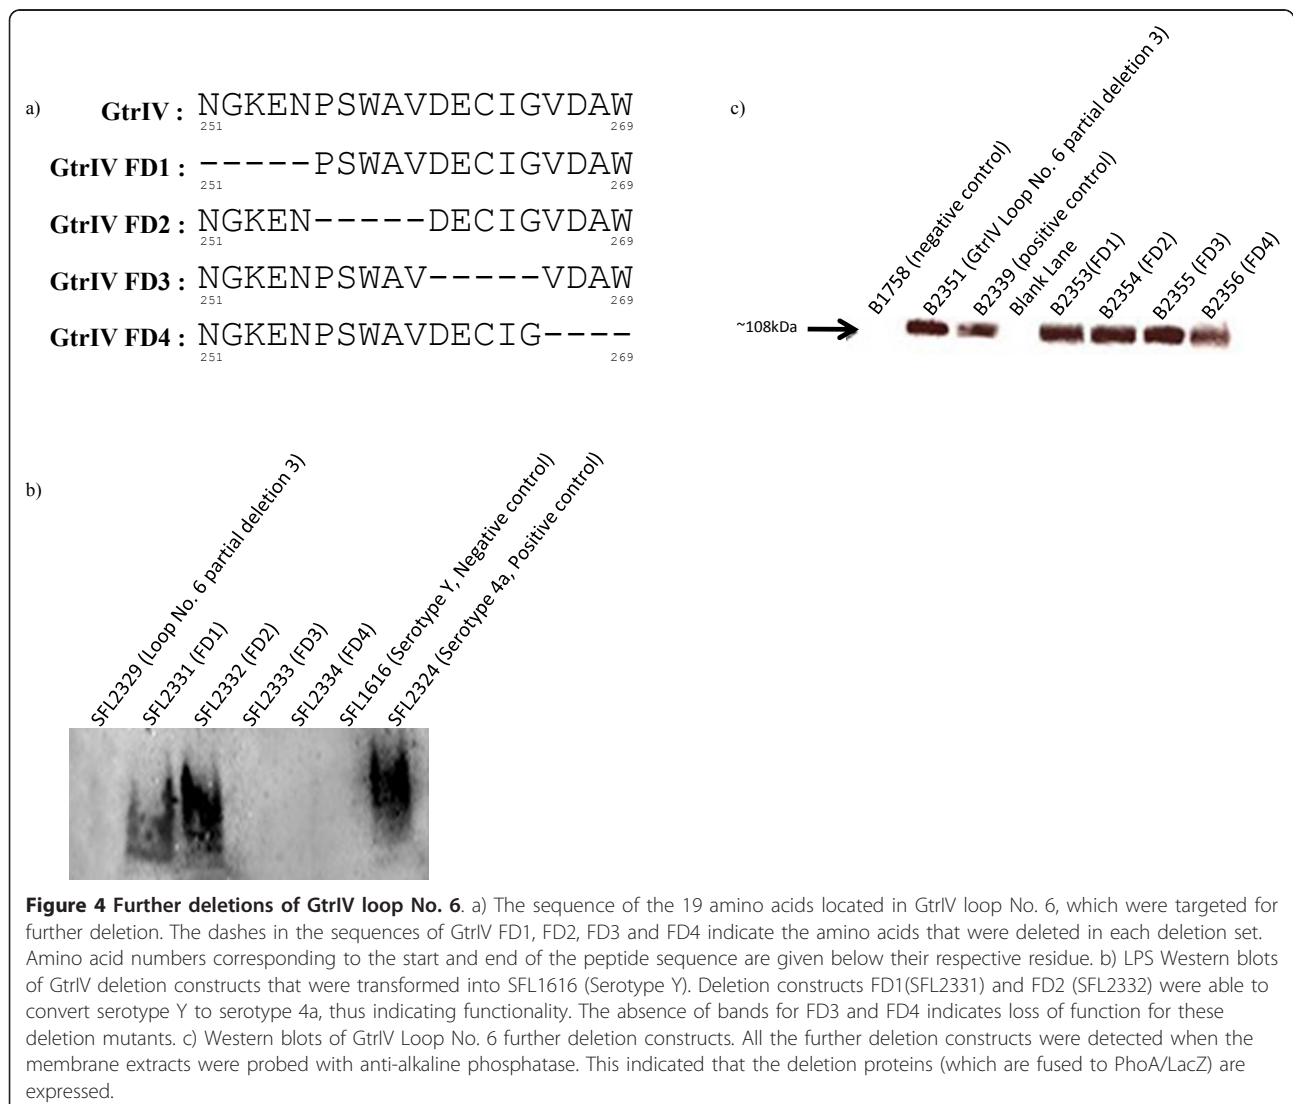 a)
GtrIV : NGKENPSWAVDECIGVDAW
251 269
GtrIV FD1 : -----PSWAVDECIGVDAW
251 269
GtrIV FD2 : NGKEN-----DECIGVDAW
251 269
GtrIV FD3 : NGKENPSWAV-----VDAW
251 269
GtrIV FD4 : NGKENPSWAVDECIG----
251 269
c)
B1758 (negative control)
B2351 (GtrIV Loop No. 6 partial deletion 3)
B2339 (positive control)
Blank Lane
B2353(FD1)
B2354 (FD2)
B2355 (FD3)
B2356 (FD4)
~108kDa
b)
SFL2329 (Loop No. 6 partial deletion 3)
SFL2331 (FD1)
SFL2332 (FD2)
SFL2333 (FD3)
SFL2334 (FD4)
SFL1616 (Serotype Y, Negative control)
SFL2324 (Serotype 4a, Positive control)
Figure 4 Further deletions of GtrIV loop No. 6. a) The sequence of the 19 amino acids located in GtrIV loop No. 6, which were targeted for
further deletion. The dashes in the sequences of GtrIV FD1, FD2, FD3 and FD4 indicate the amino acids that were deleted in each deletion set.
Amino acid numbers corresponding to the start and end of the peptide sequence are given below their respective residue. b) LPS Western blots
of GtrIV deletion constructs that were transformed into SFL1616 (Serotype Y). Deletion constructs FD1(SFL2331) and FD2 (SFL2332) were able to
convert serotype Y to serotype 4a, thus indicating functionality. The absence of bands for FD3 and FD4 indicates loss of function for these
deletion mutants. c) Western blots of GtrIV Loop No. 6 further deletion constructs. All the further deletion constructs were detected when the
membrane extracts were probed with anti-alkaline phosphatase. This indicated that the deletion proteins (which are fused to PhoA/LacZ) are
expressed.